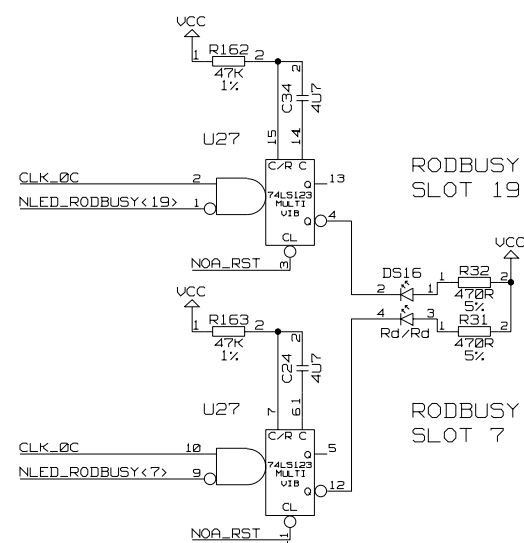 VCC
1 R162 2
47K
1%
C34
4U7
2
15
14
U27
C/R C
Q 13
74LS123
MULTI
VIB
Q 4
CL
3
CLK_0C 2
NLED_RODBUSY<19> 1
NOA_RST
RODBUSY
SLOT 19
VCC
DS16
2 1
1 R32 2
470R
5%
4 3
Rd/Rd
1 R31 2
470R
5%
VCC
1 R163 2
47K
1%
C24
4U7
2
7
6 1
U27
C/R C
Q 5
74LS123
MULTI
VIB
Q 12
CL
1
CLK_0C 10
NLED_RODBUSY<7> 9
NOA_RST
RODBUSY
SLOT 7